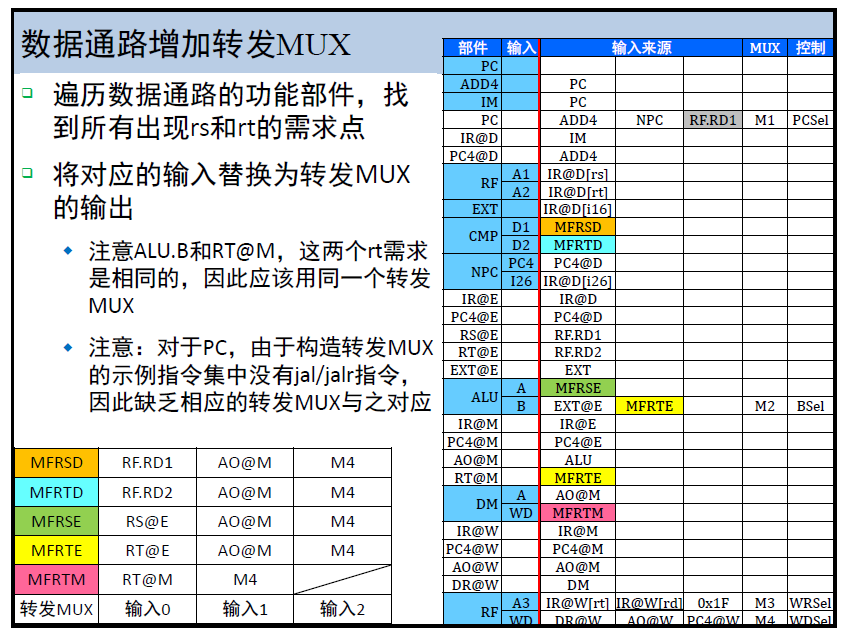 数据通路增加转发MUX
遍历数据通路的功能部件，找
到所有出现rs和rt的需求点
将对应的输入替换为转发MUX
的输出
注意ALU.B和RT@M，这两个rt需求
是相同的，因此应该用同一个转发
MUX
注意：对于PC，由于构造转发MUX
的示例指令集中没有jal/jalr指令，
因此缺乏相应的转发MUX与之对应
MFRSD RF.RD1 AO@M M4
MFRTD RF.RD2 AO@M M4
MFRSE RS@E AO@M M4
MFRTE RT@E AO@M M4
MFRTM RT@M M4
转发MUX 输入0 输入1 输入2
部件 输入 输入来源 MUX 控制
PC
ADD4 PC
IM PC
PC ADD4 NPC RF.RD1 M1 PCSel
IR@D IM
PC4@D ADD4
RF A1 IR@D[rs]
A2 IR@D[rt]
EXT IR@D[i16]
CMP D1 MFRSD
D2 MFRTD
NPC PC4 PC4@D
I26 IR@D[i26]
IR@E IR@D
PC4@E PC4@D
RS@E RF.RD1
RT@E RF.RD2
EXT@E EXT
ALU A MFRSE
B EXT@E MFRTE M2 BSel
IR@M IR@E
PC4@M PC4@E
AO@M ALU
RT@M MFRTE
DM A AO@M
WD MFRTM
IR@W IR@M
PC4@W PC4@M
AO@W AO@M
DR@W DM
RF A3 IR@W[rt] IR@W[rd] 0x1F M3 WRSel
WD DR@W AO@W PC4@W M4 WDSel